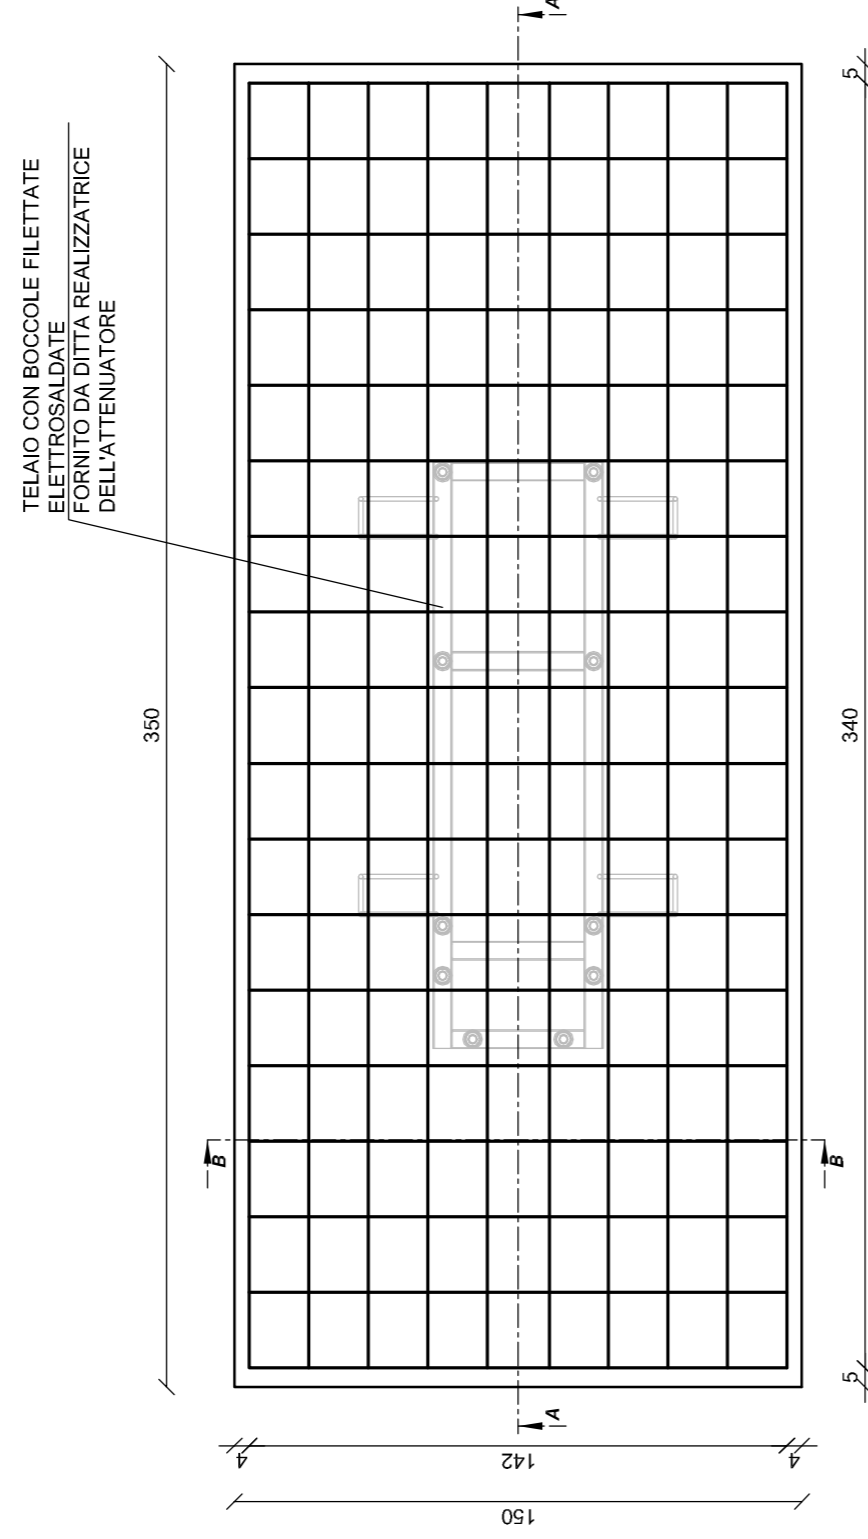 TELAIO CON BOCCOLE FILETTATE
ELETTROSALDATE
FORNITO DA DITTA REALIZZATRICE
DELL'ATTENUATORE
350
5
340
5
A
A
B
B
4
142
4
150